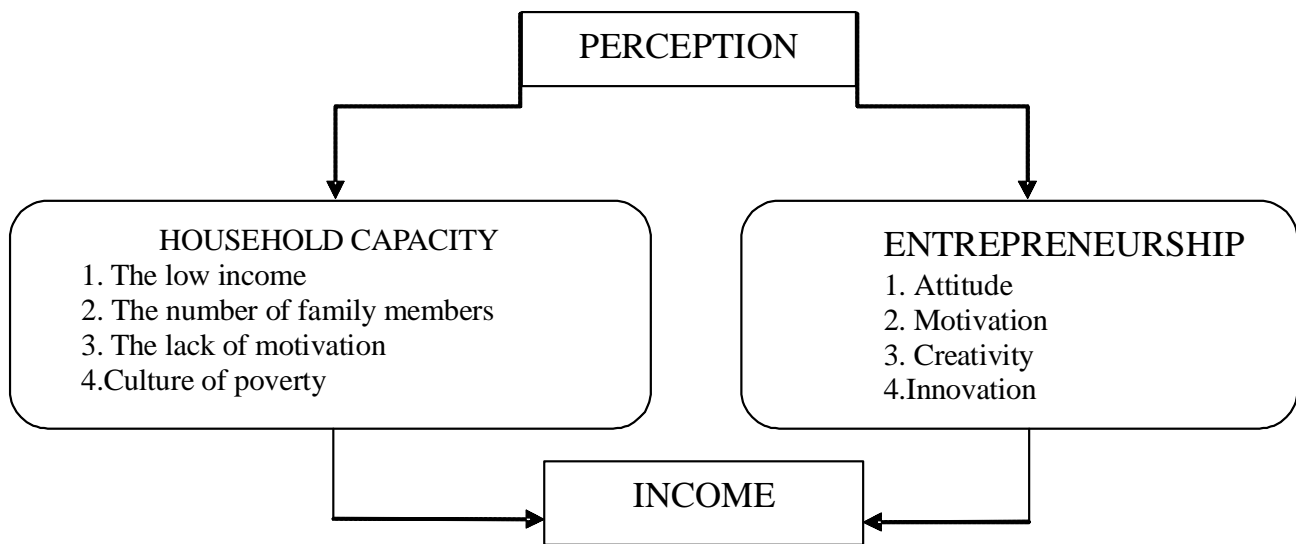 PERCEPTION
HOUSEHOLD CAPACITY
1. The low income
2. The number of family members
3. The lack of motivation
4.Culture of poverty
ENTREPRENEURSHIP
1. Attitude
2. Motivation
3. Creativity
4.Innovation
INCOME